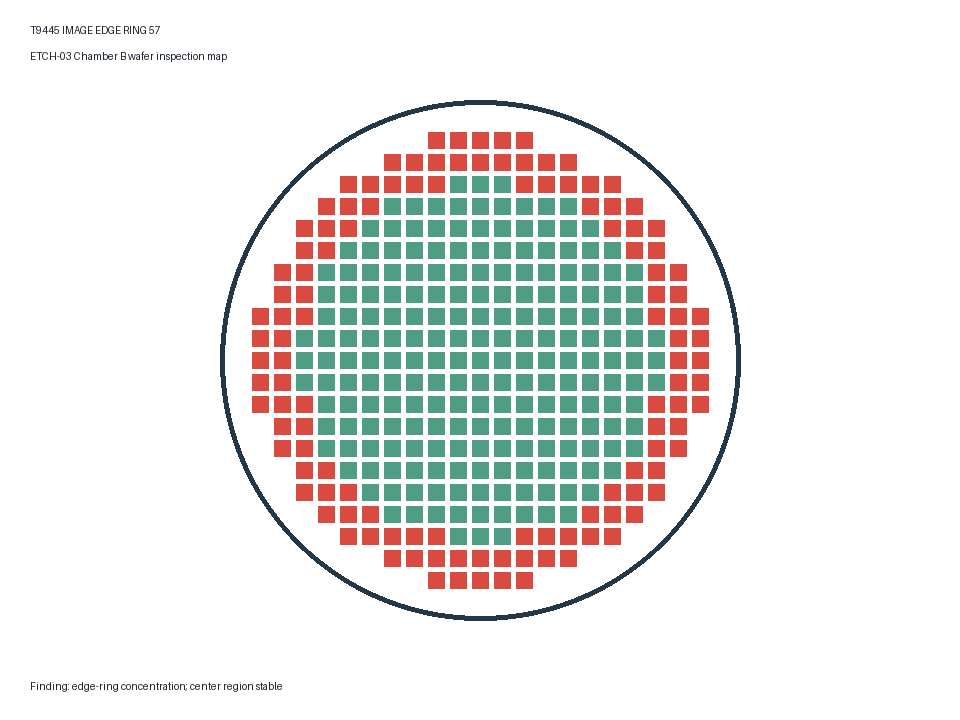 T9445 IMAGE EDGE RING 57
ETCH-03 Chamber B wafer inspection map
Finding: edge-ring concentration; center region stable